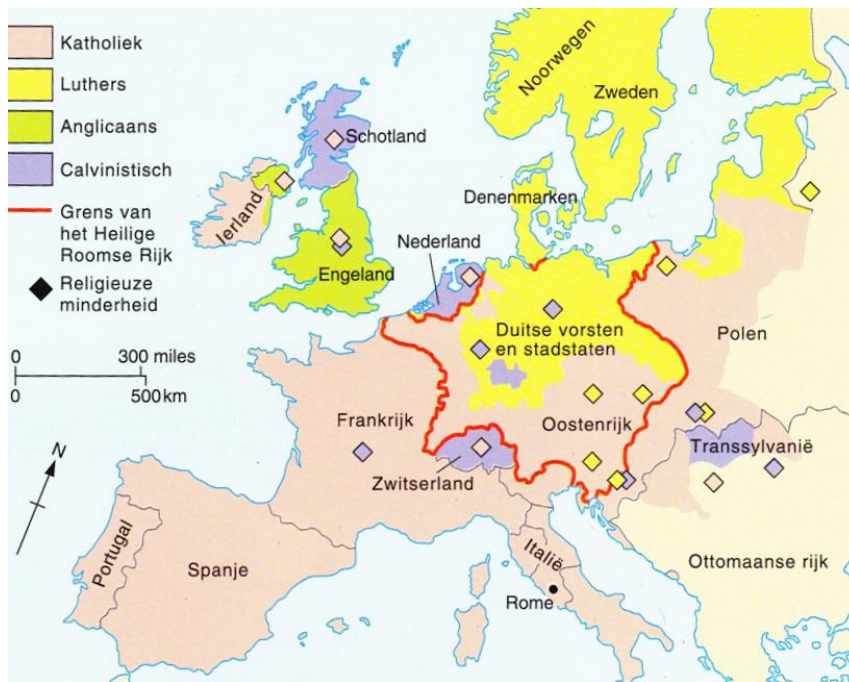 Katholiek
Luthers
Anglicaans
Calvinistisch
Grens van
het Heilige
Roomse Rijk
Religieuze
minderheid
0 300 miles
0 500km
N
Noorwegen
Zweden
Schotland
Denenmarken
Ierland
Nederland
Engeland
Duitse vorsten
en stadstaten
Polen
Frankrijk
Oostenrijk
Transsylvanië
Zwitserland
Portugal
Spanje
Italië
Ottomaanse rijk
Rome